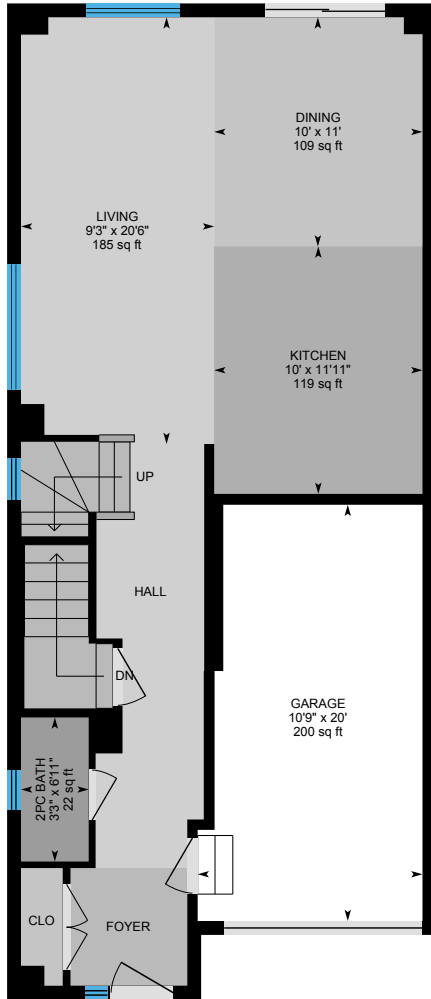 DINING
10' x 11'
109 sq ft
LIVING
9'3" x 20'6"
185 sq ft
KITCHEN
10' x 11'11"
119 sq ft
UP
HALL
DN
GARAGE
10'9" x 20'
200 sq ft
2PC BATH
3'3" x 6'11"
22 sq ft
CLO
FOYER